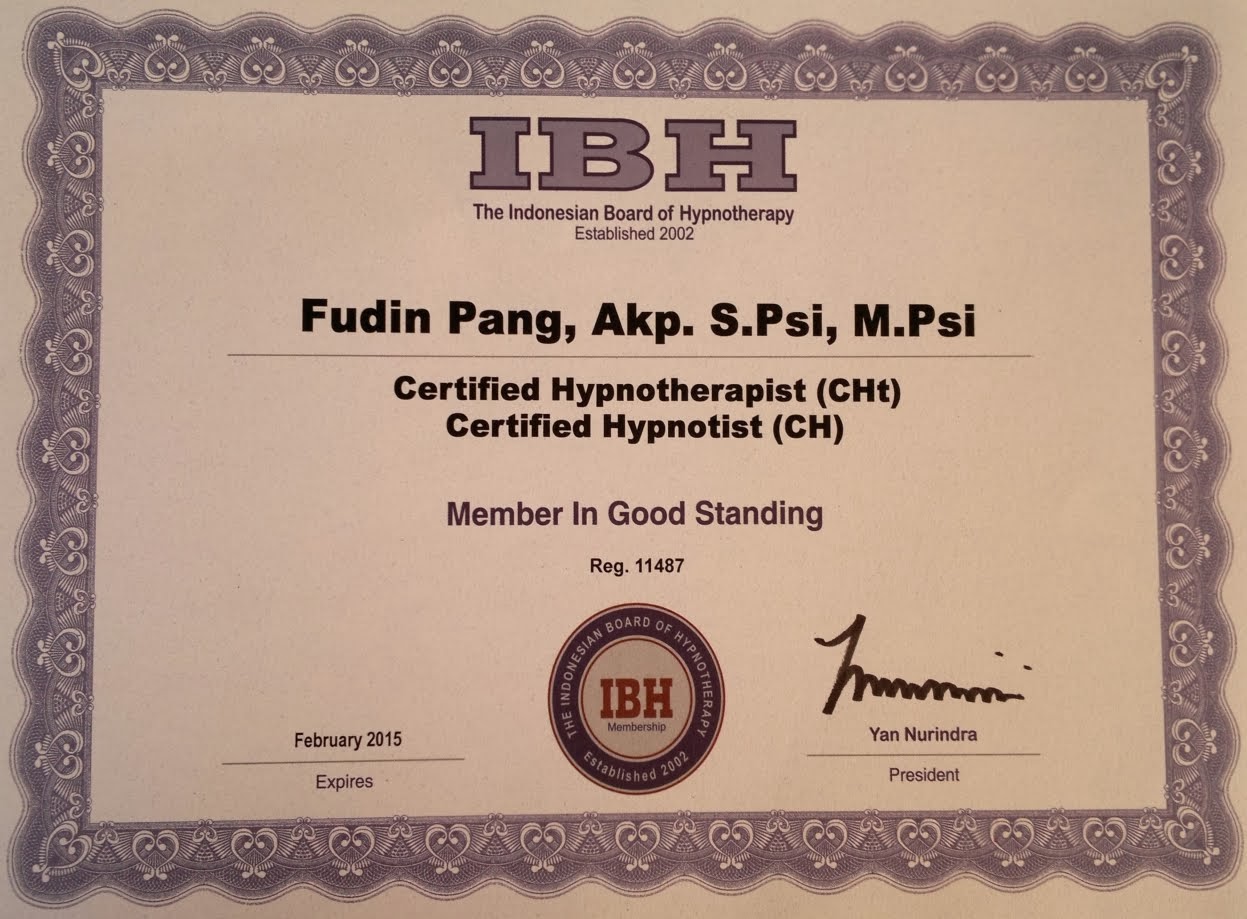 IBH
The Indonesian Board of Hypnotherapy
Established 2002
Fudin Pang, Akp. S.Psi, M.Psi
Certified Hypnotherapist (CHt)
Certified Hypnotist (CH)
Member In Good Standing
Reg. 11487
THE INDONESIAN BOARD OF HYPNOTHERAPY
IBH
Membership
Established 2002
February 2015
Expires
Yan Nurindra
President